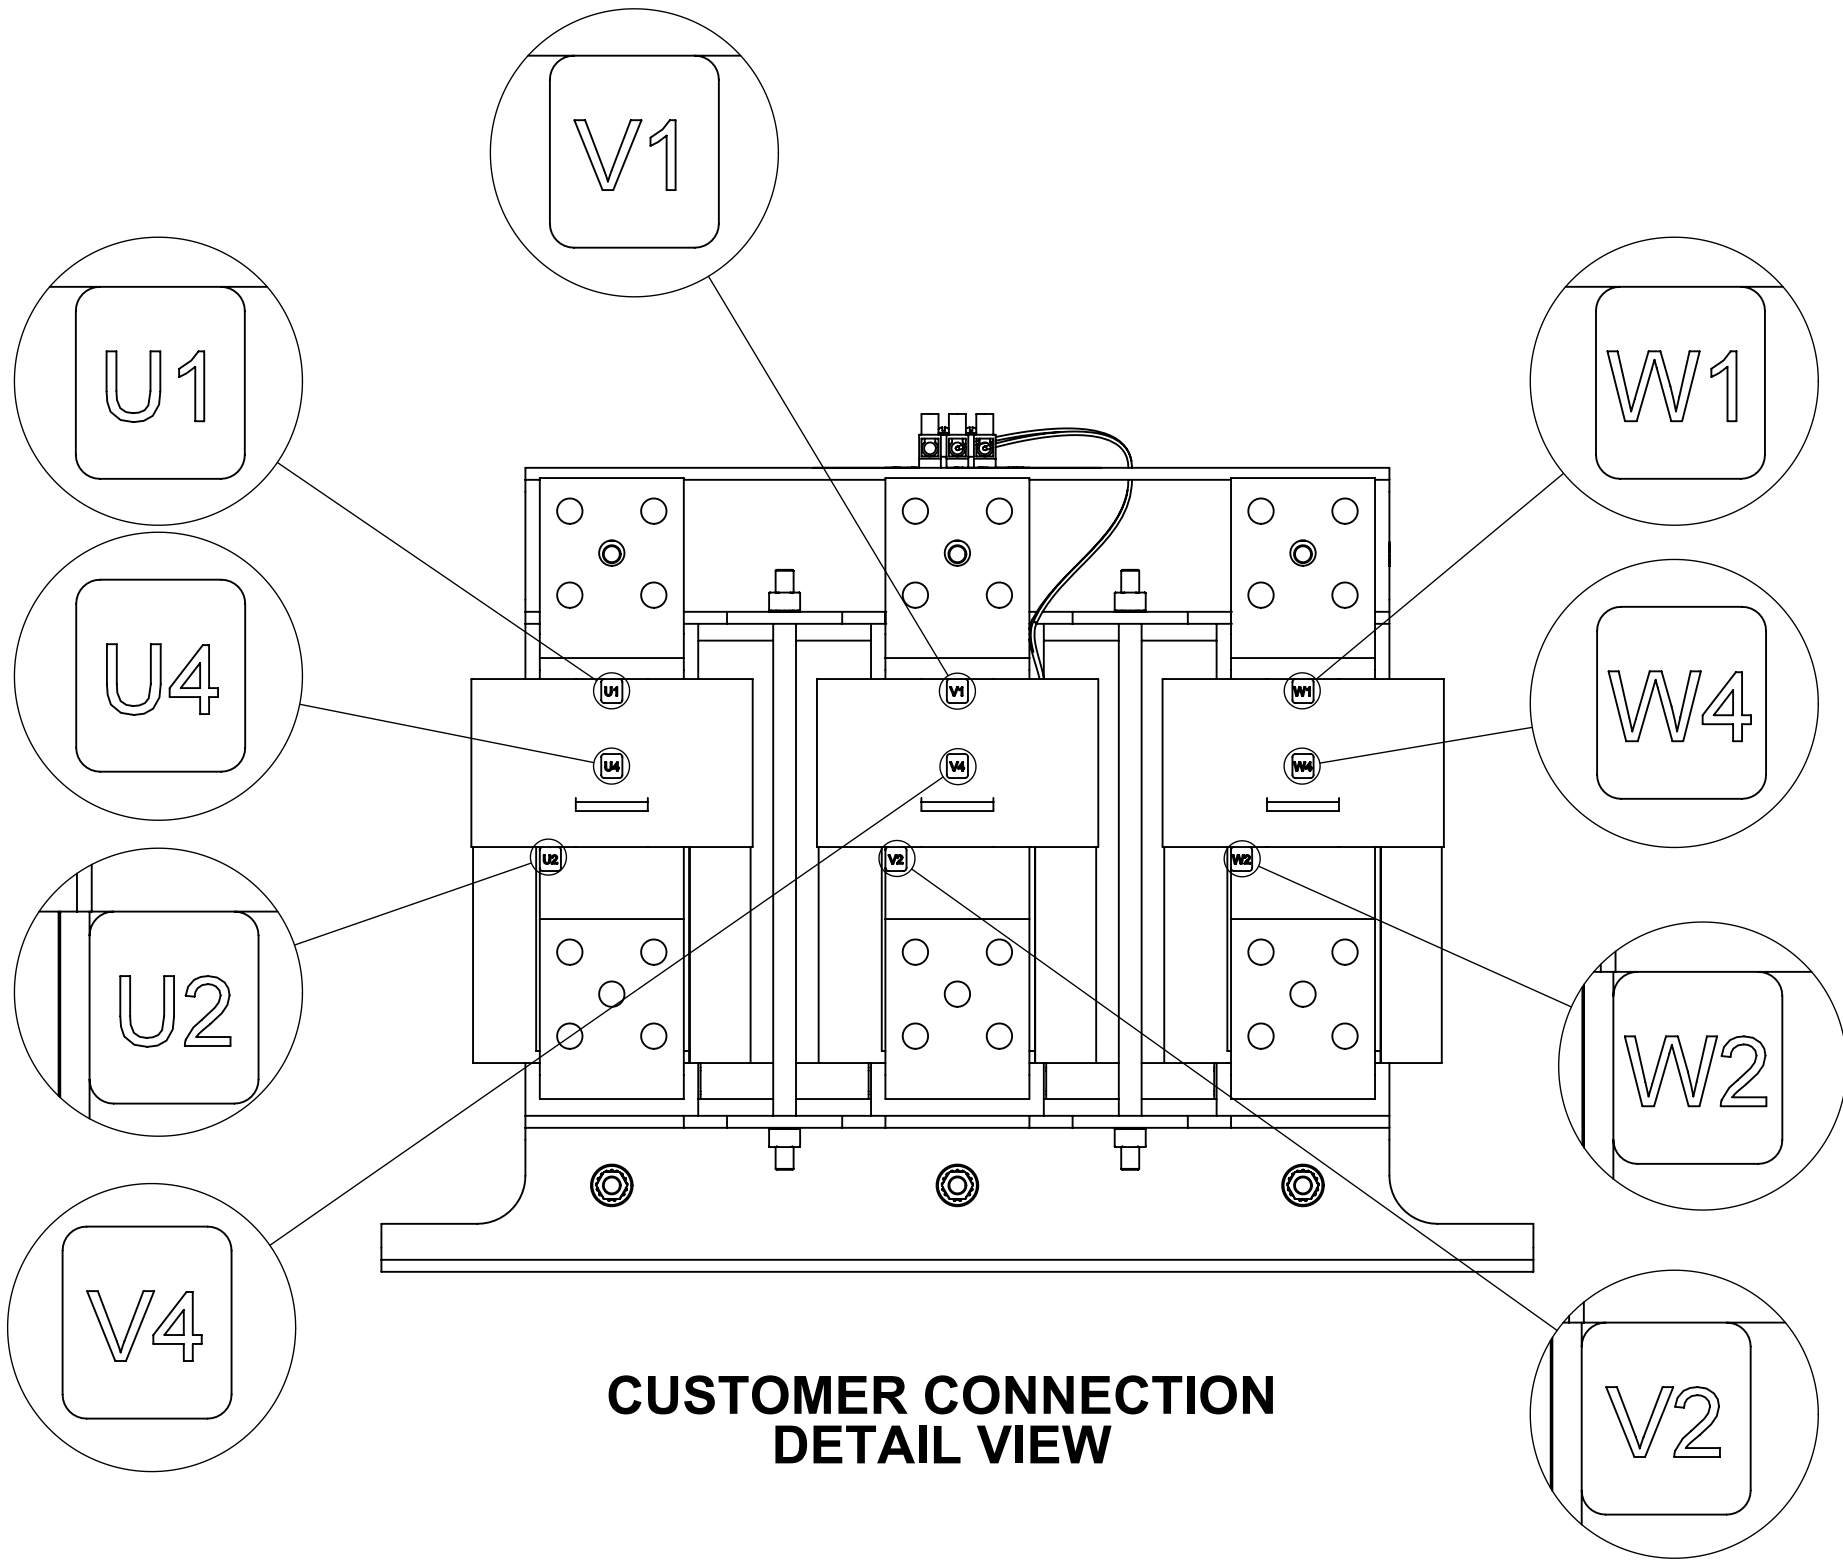 V1
U1
W1
U4
W4
U1
V1
W1
U4
V4
W4
U2
V2
W2
U2
W2
V4
V2
CUSTOMER CONNECTION
DETAIL VIEW